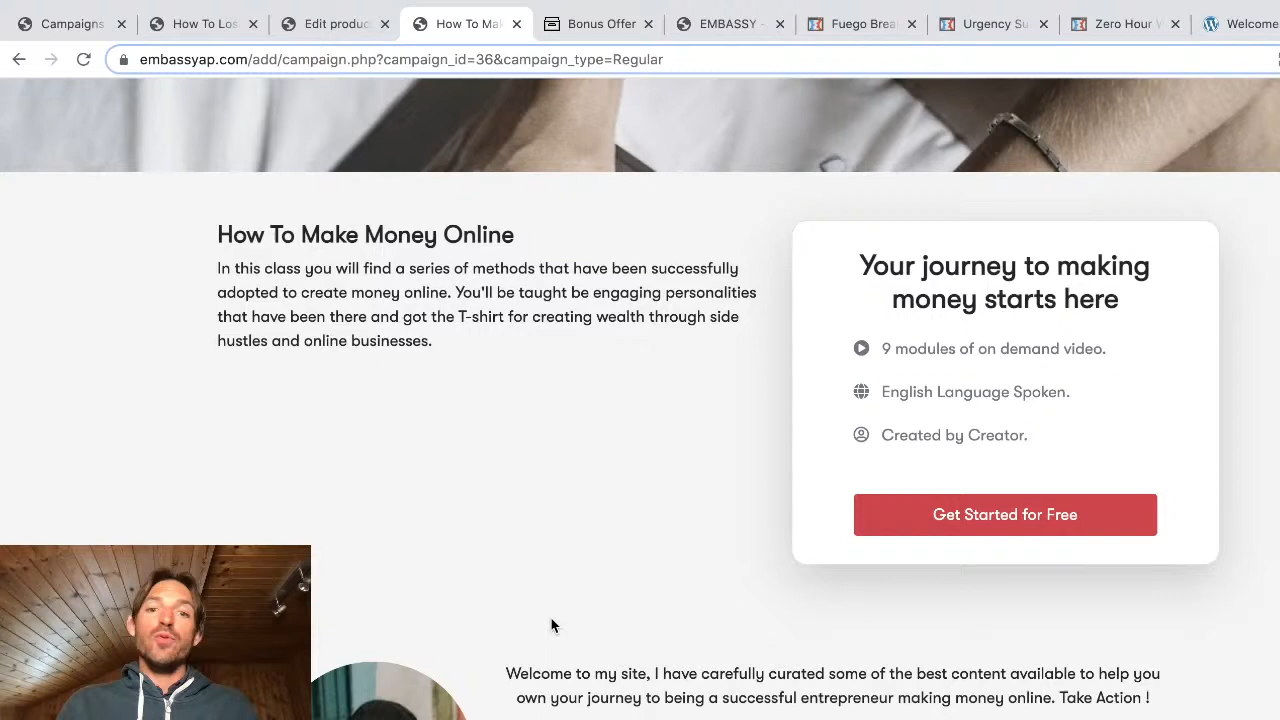 Campaigns
How To Los
Edit produc
How To Mak
Bonus Offer
EMBASSY -
Fuego Brea
Urgency Su
Zero Hour W
Welcome
embassyap.com/add/campaign.php?campaign_id=36&campaign_type=Regular
How To Make Money Online
In this class you will find a series of methods that have been successfully
adopted to create money online. You'll be taught be engaging personalities
that have been there and got the T-shirt for creating wealth through side
hustles and online businesses.
Your journey to making
money starts here
9 modules of on demand video.
English Language Spoken.
Created by Creator.
Get Started for Free
Welcome to my site, I have carefully curated some of the best content available to help you
own your journey to being a successful entrepreneur making money online. Take Action !